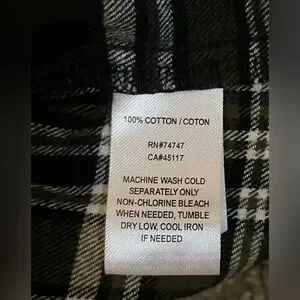 100% COTTON / COTON
RN#74747
CA#45117
MACHINE WASH COLD
SEPARATELY ONLY
NON-CHLORINE BLEACH
WHEN NEEDED, TUMBLE
DRY LOW, COOL IRON
IF NEEDED